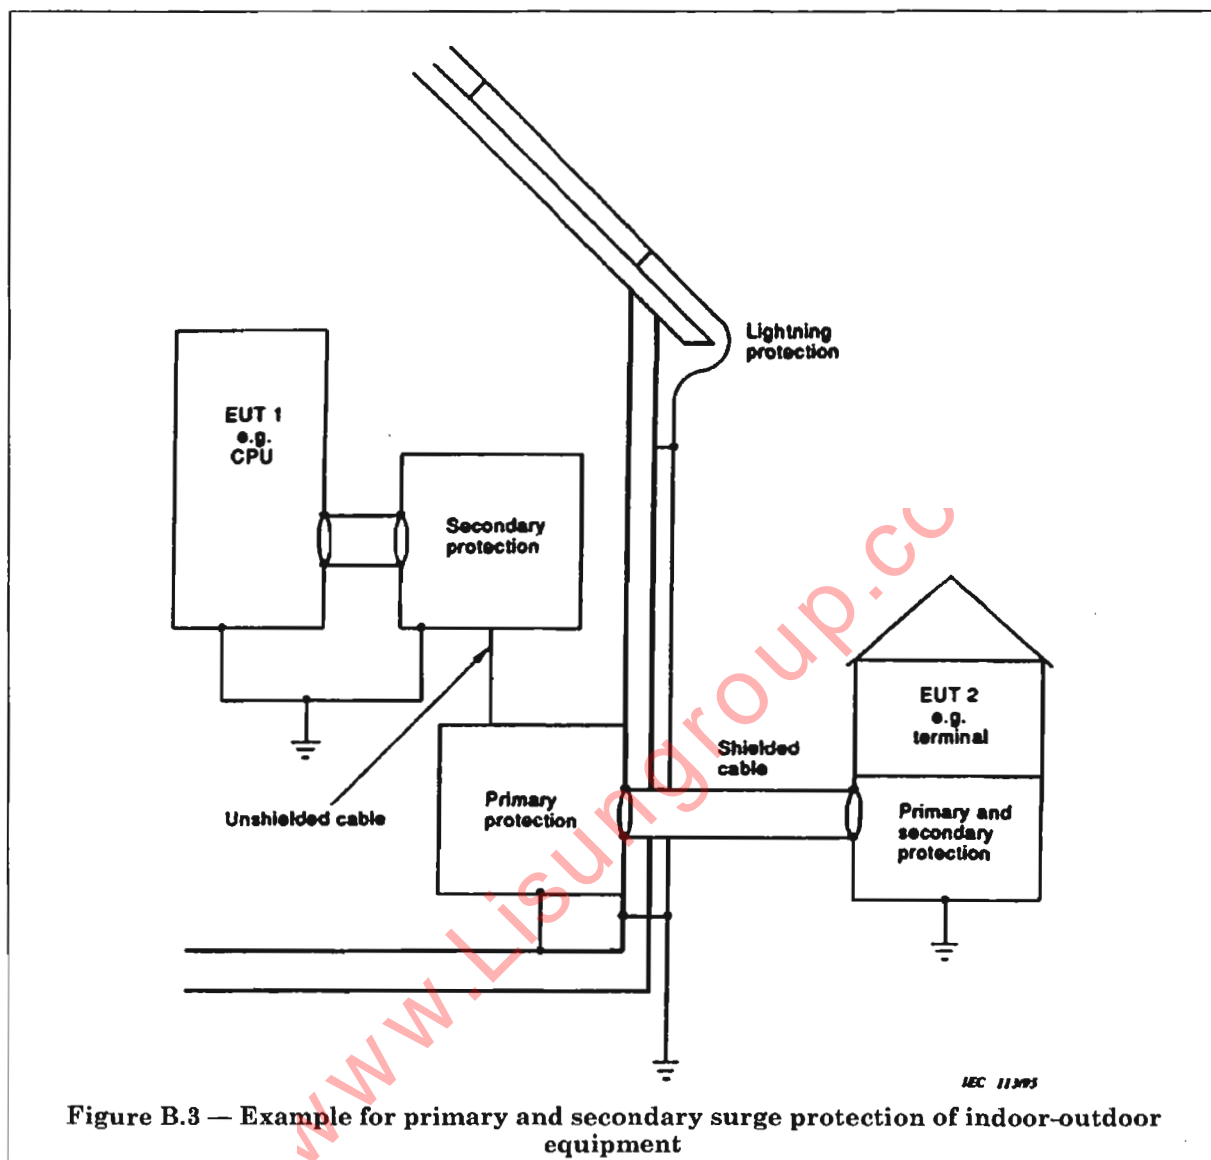 Lightning
protection
EUT 1
e.g.
CPU
Secondary
protection
EUT 2
e.g.
terminal
Shielded
cable
Primary
protection
Unshielded cable
Primary and
secondary
protection
www.Lisungroup.co
IEC 113/95
Figure B.3 — Example for primary and secondary surge protection of indoor-outdoor
equipment